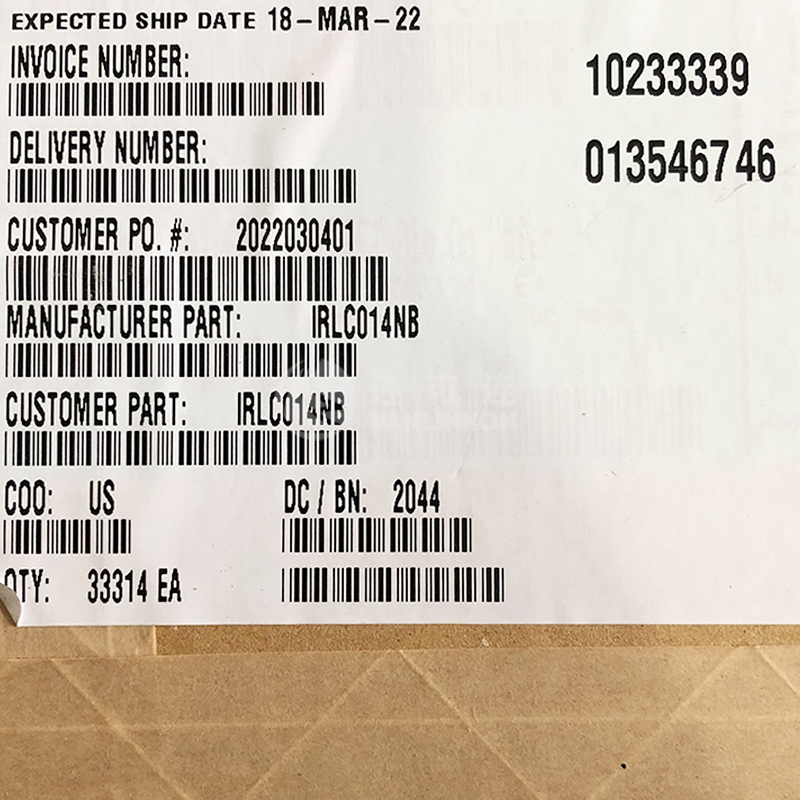 EXPECTED SHIP DATE 18-MAR-22
INVOICE NUMBER: 10233339
DELIVERY NUMBER: 013546746
CUSTOMER PO. #: 2022030401
MANUFACTURER PART: IRLC014NB
CUSTOMER PART: IRLC014NB
COO: US DC / BN: 2044
QTY: 33314 EA